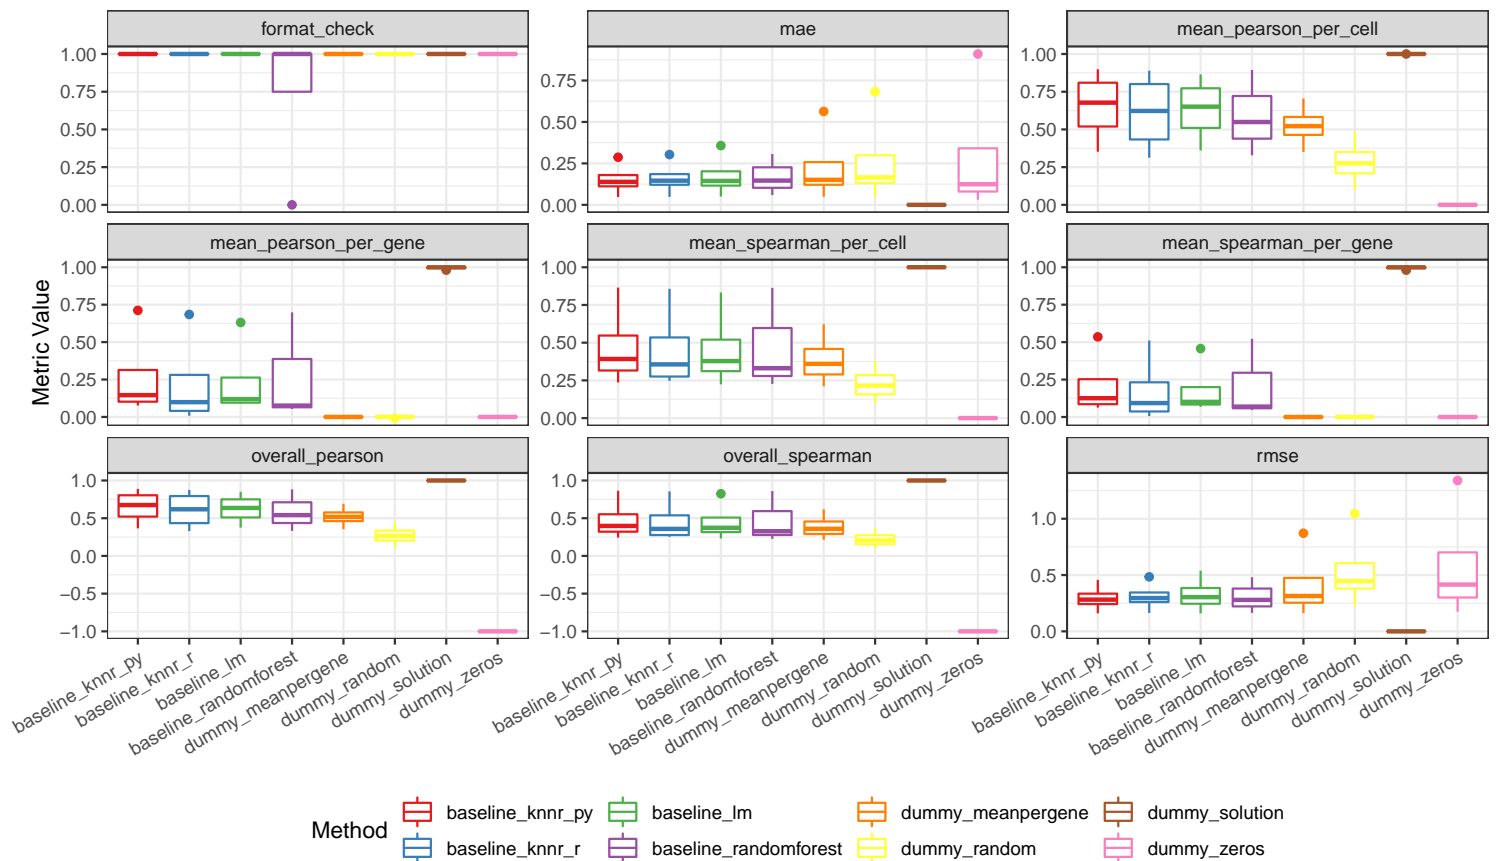 format_check
mae
mean_pearson_per_cell
1.00
0.75
0.50
0.25
0.00
0.75
0.50
0.25
0.00
1.00
0.75
0.50
0.25
0.00
mean_pearson_per_gene
mean_spearman_per_cell
mean_spearman_per_gene
Metric Value
1.00
0.75
0.50
0.25
0.00
1.00
0.75
0.50
0.25
0.00
1.00
0.75
0.50
0.25
0.00
overall_pearson
overall_spearman
rmse
1.0
0.5
0.0
−0.5
−1.0
1.0
0.5
0.0
−0.5
−1.0
1.0
0.5
0.0
baseline_knnr_py
baseline_knnr_r
baseline_lm
baseline_randomforest
dummy_meanpergene
dummy_random
dummy_solution
dummy_zeros
baseline_knnr_py
baseline_knnr_r
baseline_lm
baseline_randomforest
dummy_meanpergene
dummy_random
dummy_solution
dummy_zeros
baseline_knnr_py
baseline_knnr_r
baseline_lm
baseline_randomforest
dummy_meanpergene
dummy_random
dummy_solution
dummy_zeros
Method
baseline_knnr_py
baseline_lm
dummy_meanpergene
dummy_solution
baseline_knnr_r
baseline_randomforest
dummy_random
dummy_zeros